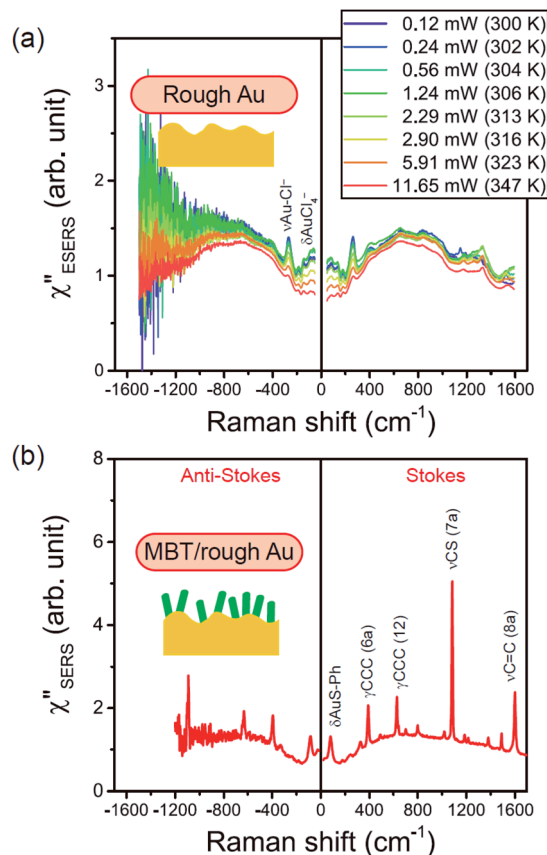 (a)
0.12 mW (300 K)
0.24 mW (302 K)
0.56 mW (304 K)
1.24 mW (306 K)
2.29 mW (313 K)
2.90 mW (316 K)
5.91 mW (323 K)
11.65 mW (347 K)
Rough Au
νAu-Cl⁻
δAuCl₄⁻
χ"ESERS (arb. unit)
3
2
1
0
-1600 -1200 -800 -400 0 400 800 1200 1600
Raman shift (cm⁻¹)
(b)
Anti-Stokes
Stokes
MBT/rough Au
δAuS-Ph
γCCC (6a)
γCCC (12)
νCS (7a)
νC=C (8a)
χ"SERS (arb. unit)
8
6
4
2
0
-1600 -1200 -800 -400 0 400 800 1200 1600
Raman shift (cm⁻¹)